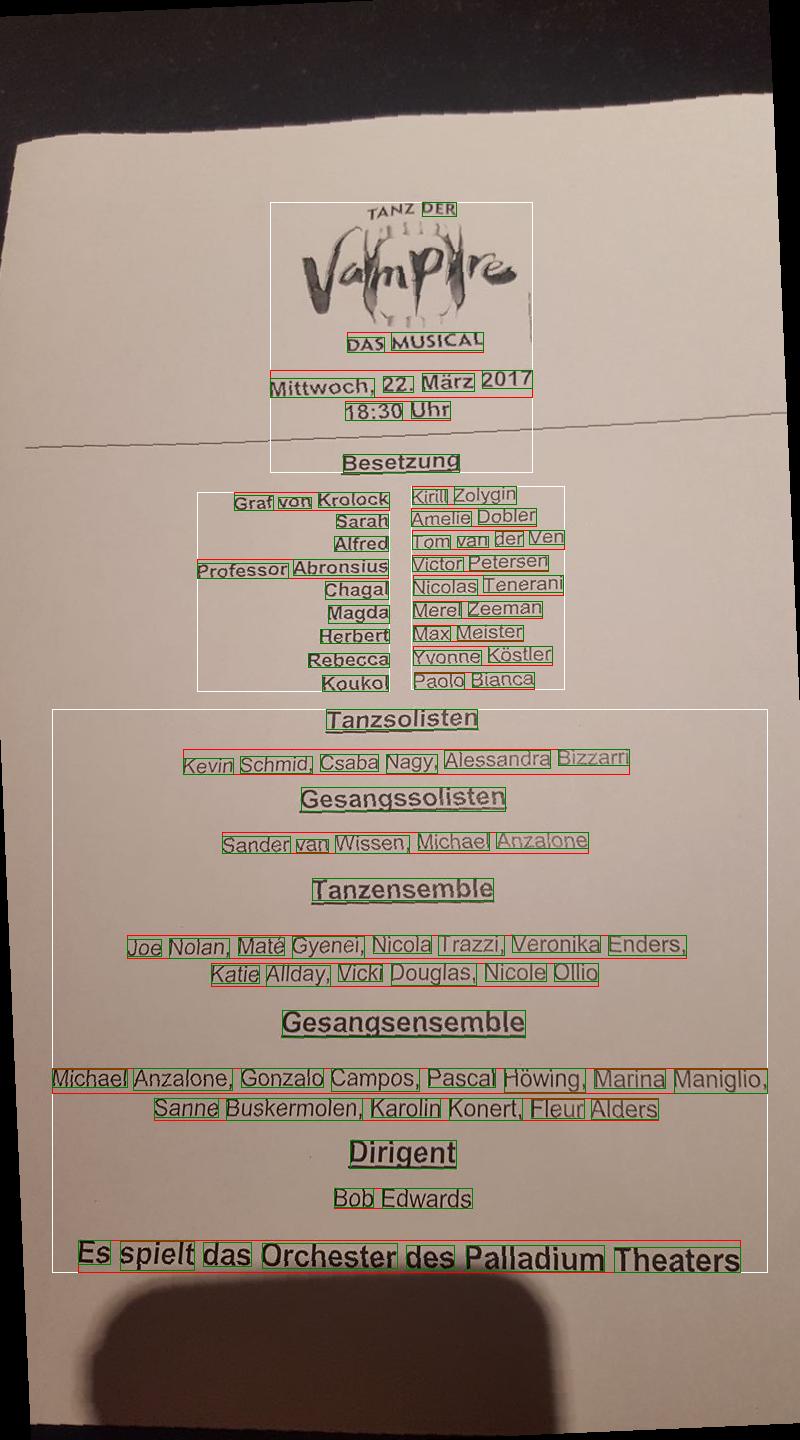 TANZ DER
Vampire
DAS MUSICAL
Mittwoch, 22. März 2017
18:30 Uhr
Besetzung
Graf von Krolock Kirill Zolygin
Sarah Amelie Dobler
Alfred Tom van der Ven
Professor Abronsius Victor Petersen
Chagal Nicolas Tenerani
Magda Merel Zeeman
Herbert Max Meister
Rebecca Yvonne Köstler
Koukol Paolo Bianca
Tanzsolisten
Kevin Schmid, Csaba Nagy, Alessandra Bizzarri
Gesangssolisten
Sander van Wissen, Michael Anzalone
Tanzensemble
Joe Nolan, Maté Gyenei, Nicola Trazzi, Veronika Enders,
Katie Allday, Vicki Douglas, Nicole Ollio
Gesangsensemble
Michael Anzalone, Gonzalo Campos, Pascal Höwing, Marina Maniglio,
Sanne Buskermolen, Karolin Konert, Fleur Alders
Dirigent
Bob Edwards
Es spielt das Orchester des Palladium Theaters